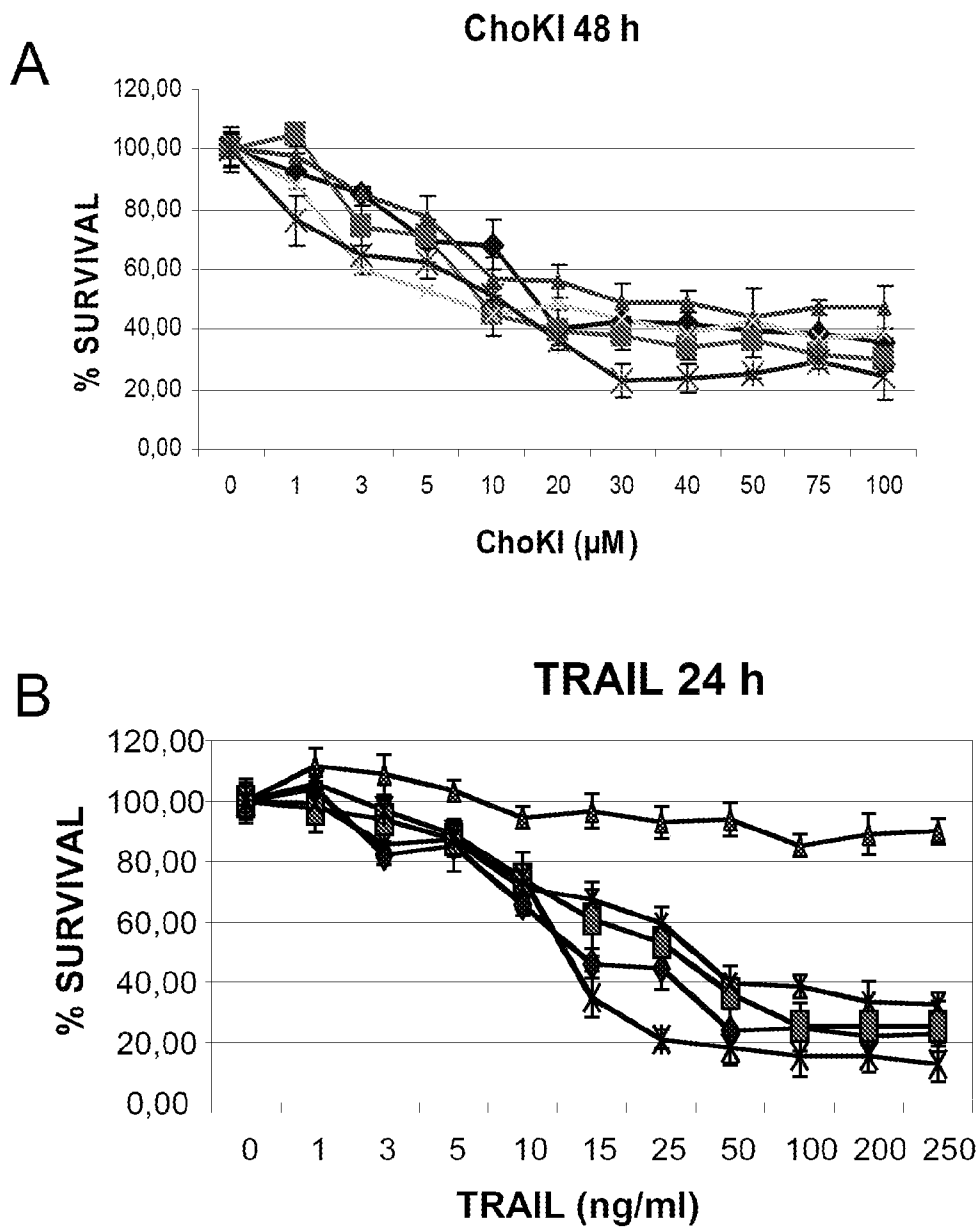 ChoKI 48 h
A
120,00
100,00
80,00
60,00
40,00
20,00
0,00
% SURVIVAL
0 1 3 5 10 20 30 40 50 75 100
ChoKI (µM)
TRAIL 24 h
B
120,00
100,00
80,00
60,00
40,00
20,00
0,00
% SURVIVAL
0 1 3 5 10 15 25 50 100 200 250
TRAIL (ng/ml)